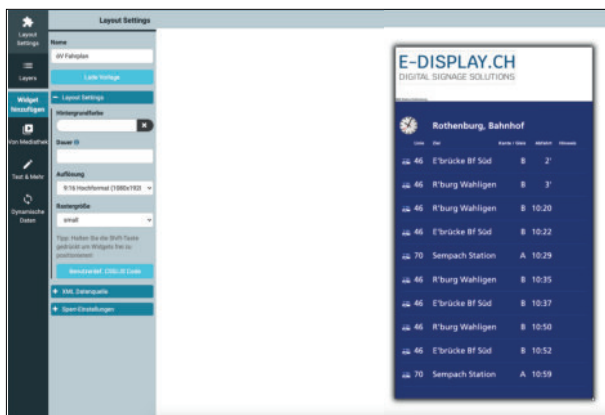 Layout Settings
Layout
Settings
Layers
Widget
hinzufügen
Von Mediathek
Text & Mehr
Dynamische
Daten
Name
öV Fahrplan
Lade Vorlage
Layout Settings
Hintergrundfarbe
Dauer
Auflösung
9:16 Hochformat (1080x192
Rastergröße
small
Tipp: Halten Sie die Shift-Taste
gedrückt um Widgets frei zu
positionieren
Benutzerdef. CSS/JS Code
XML Datenquelle
Sperr-Einstellungen
E-DISPLAY.CH
DIGITAL SIGNAGE SOLUTIONS
Rothenburg, Bahnhof
Linie Ziel Kante / Gleis Abfahrt Hinweis
46 E'brücke Bf Süd B 2'
46 R'burg Wahligen B 3'
46 R'burg Wahligen B 10:20
46 E'brücke Bf Süd B 10:22
70 Sempach Station A 10:29
46 R'burg Wahligen B 10:35
46 E'brücke Bf Süd B 10:37
46 R'burg Wahligen B 10:50
46 E'brücke Bf Süd B 10:52
70 Sempach Station A 10:59